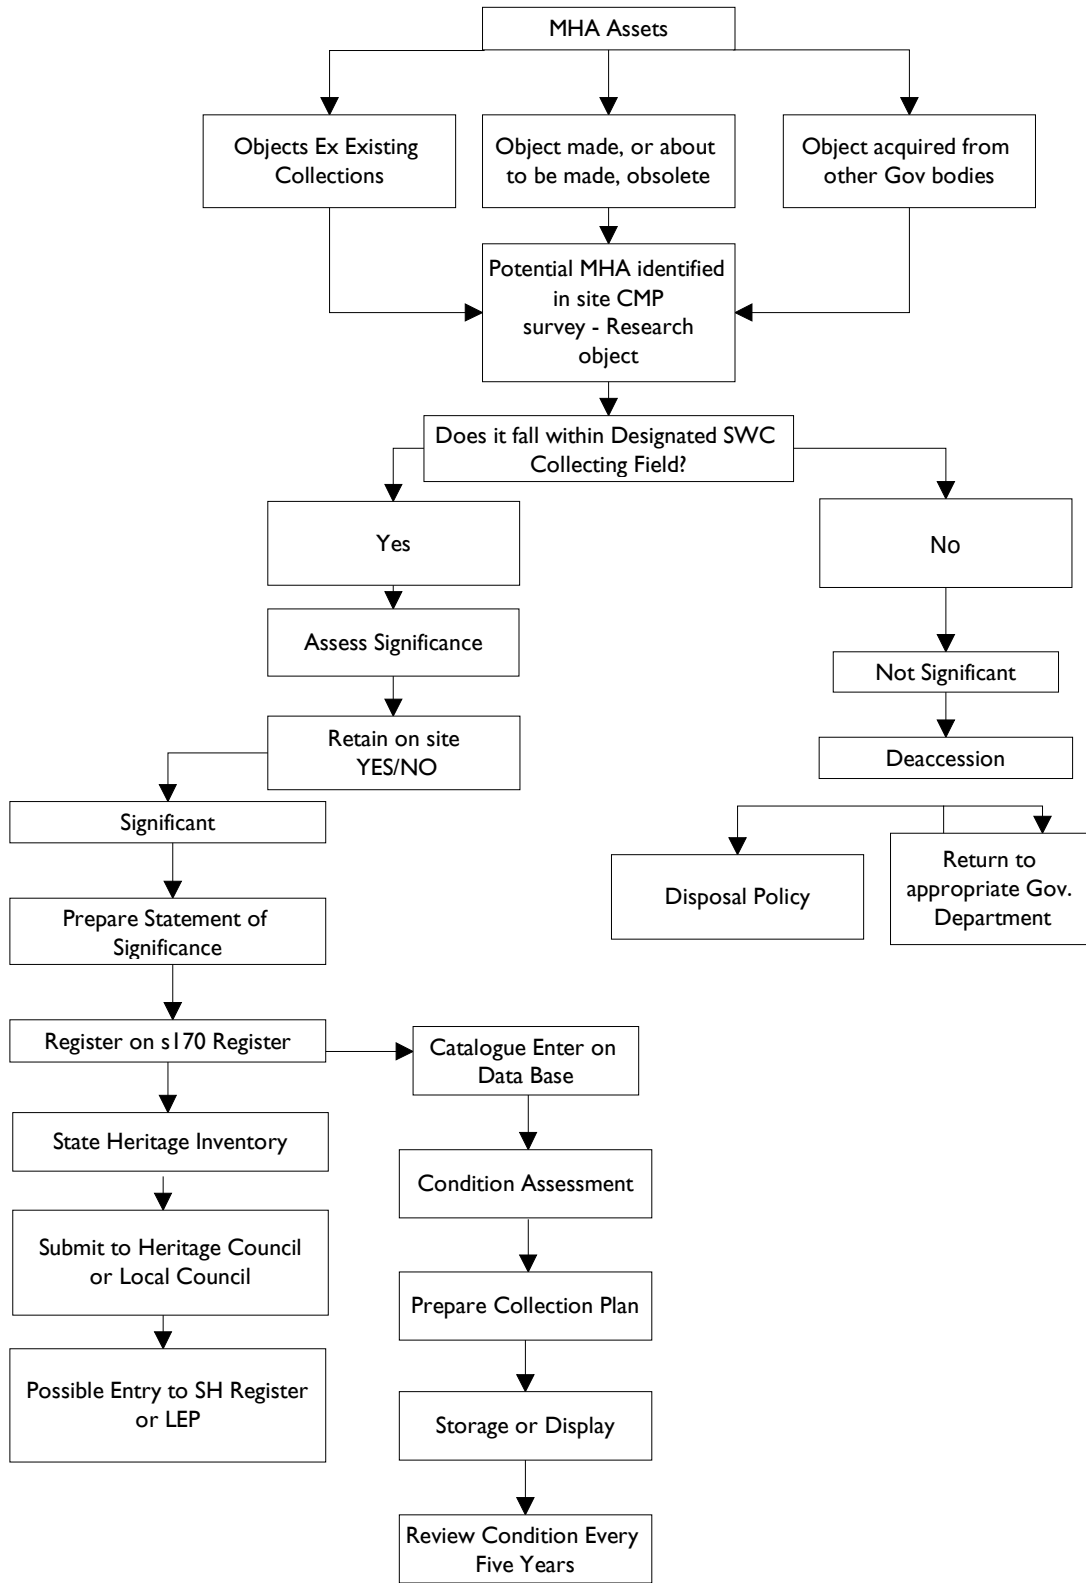 MHA Assets
Objects Ex Existing
Collections
Object made, or about
to be made, obsolete
Object acquired from
other Gov bodies
Potential MHA identified
in site CMP
survey - Research
object
Does it fall within Designated SWC
Collecting Field?
Yes
No
Assess Significance
Not Significant
Retain on site
YES/NO
Deaccession
Significant
Disposal Policy
Return to
appropriate Gov.
Department
Prepare Statement of
Significance
Register on s170 Register
Catalogue Enter on
Data Base
State Heritage Inventory
Condition Assessment
Submit to Heritage Council
or Local Council
Prepare Collection Plan
Possible Entry to SH Register
or LEP
Storage or Display
Review Condition Every
Five Years